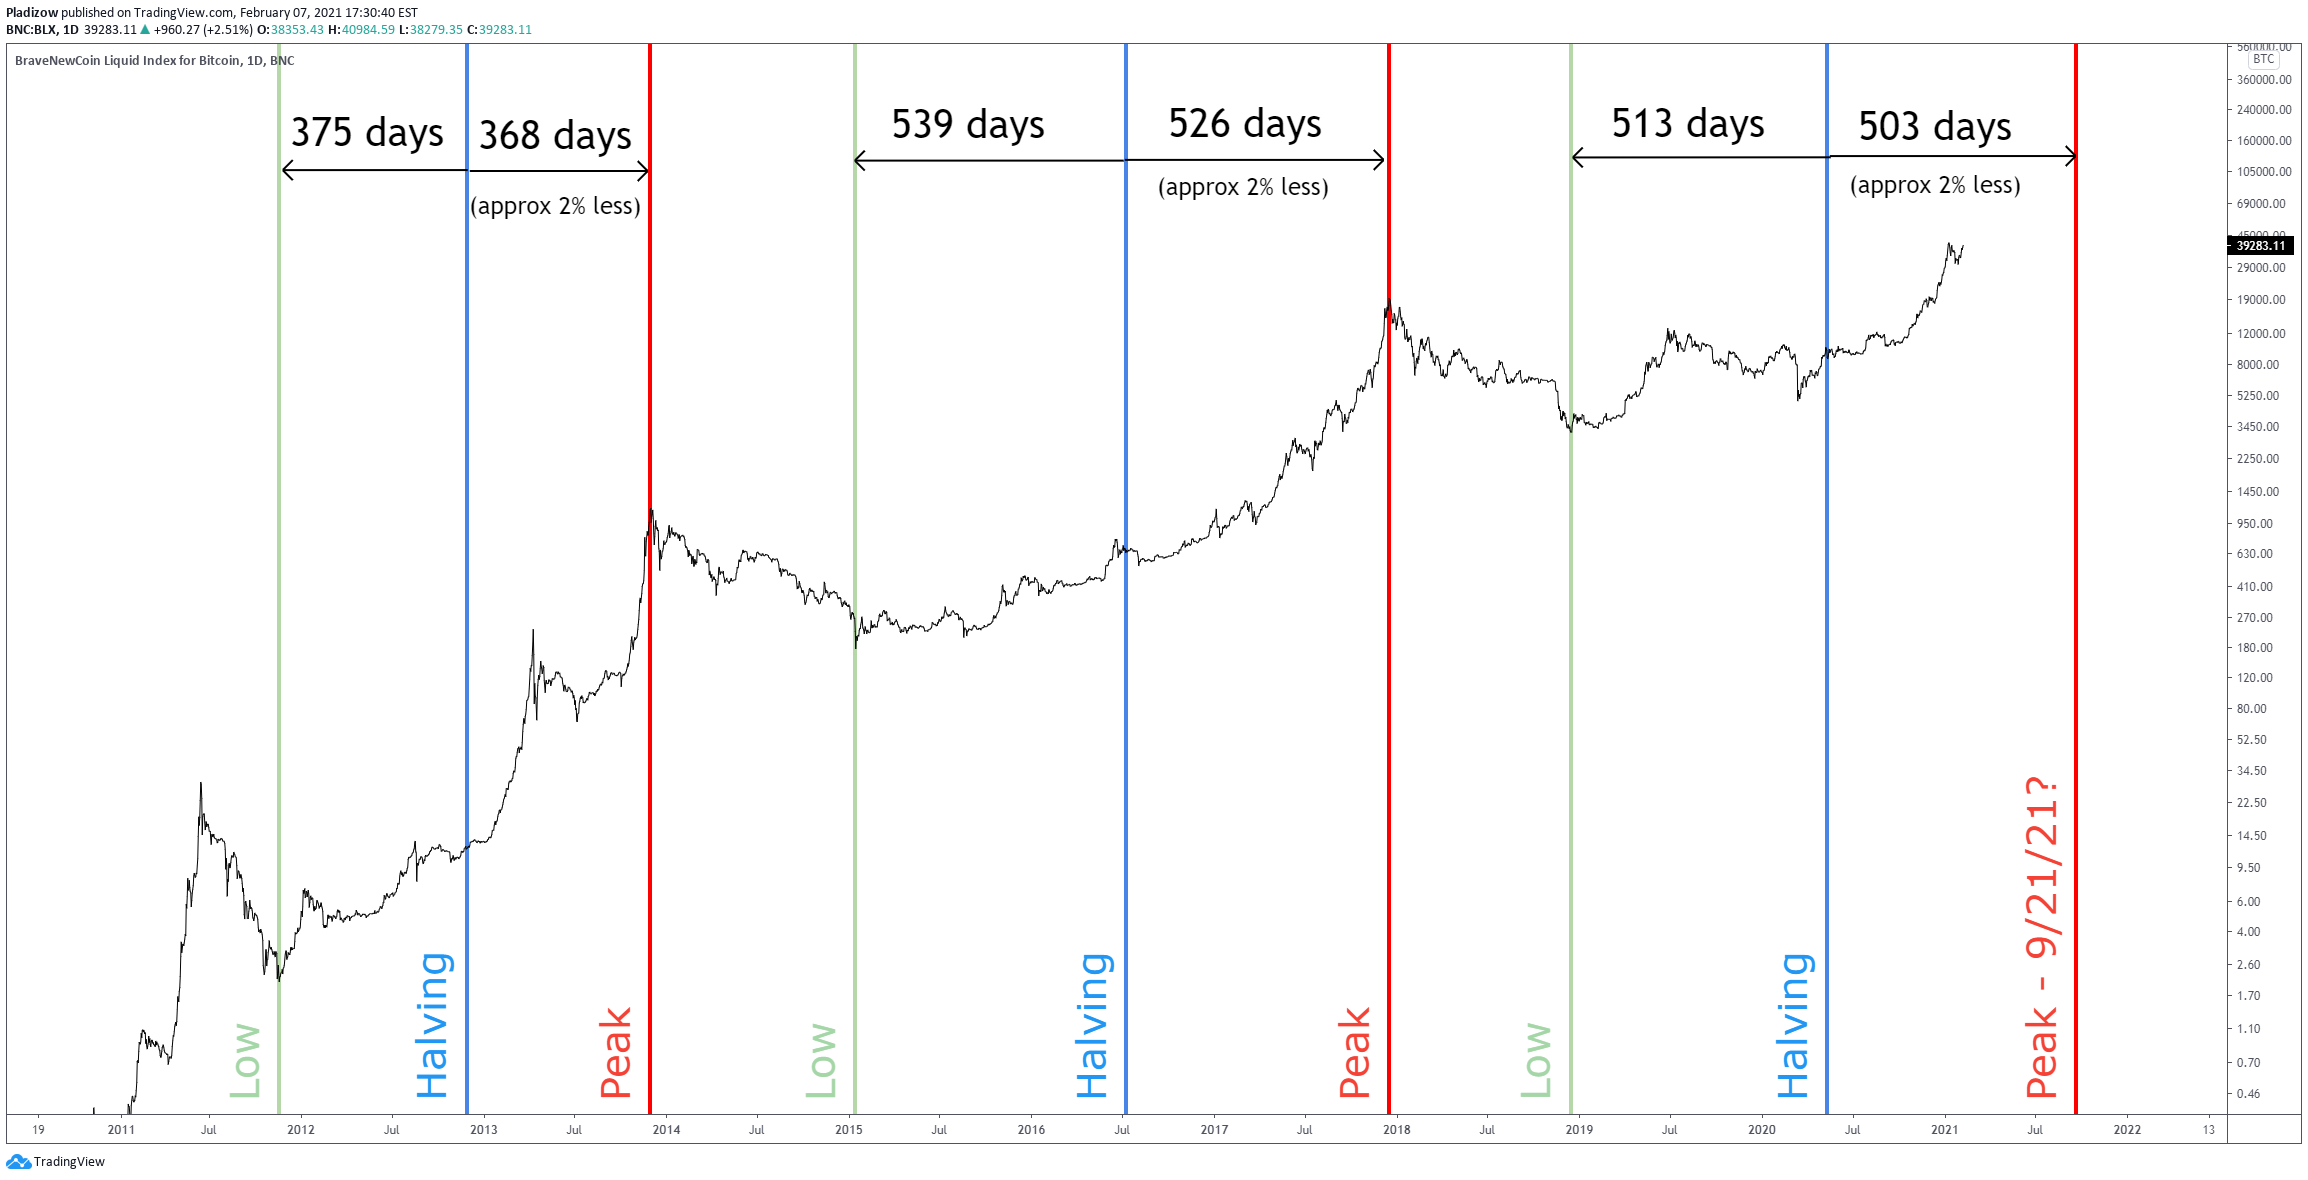 Pladizow published on TradingView.com, February 07, 2021 17:30:40 EST
BNC:BLX, 1D 39283.11 ▲ +960.27 (+2.51%) O:38353.43 H:40984.59 L:38279.35 C:39283.11
BraveNewCoin Liquid Index for Bitcoin, 1D, BNC
375 days
368 days
(approx 2% less)
539 days
526 days
(approx 2% less)
513 days
503 days
(approx 2% less)
Low
Halving
Peak
Low
Halving
Peak
Low
Halving
Peak - 9/21/21?
560000.00
BTC
360000.00
240000.00
160000.00
105000.00
69000.00
45000.00
39283.11
29000.00
19000.00
12000.00
8000.00
5250.00
3450.00
2250.00
1450.00
950.00
630.00
410.00
270.00
180.00
120.00
80.00
52.50
34.50
22.50
14.50
9.50
6.00
4.00
2.60
1.70
1.10
0.70
0.46
19 2011 Jul 2012 Jul 2013 Jul 2014 Jul 2015 Jul 2016 Jul 2017 Jul 2018 Jul 2019 Jul 2020 Jul 2021 Jul 2022 13
TradingView